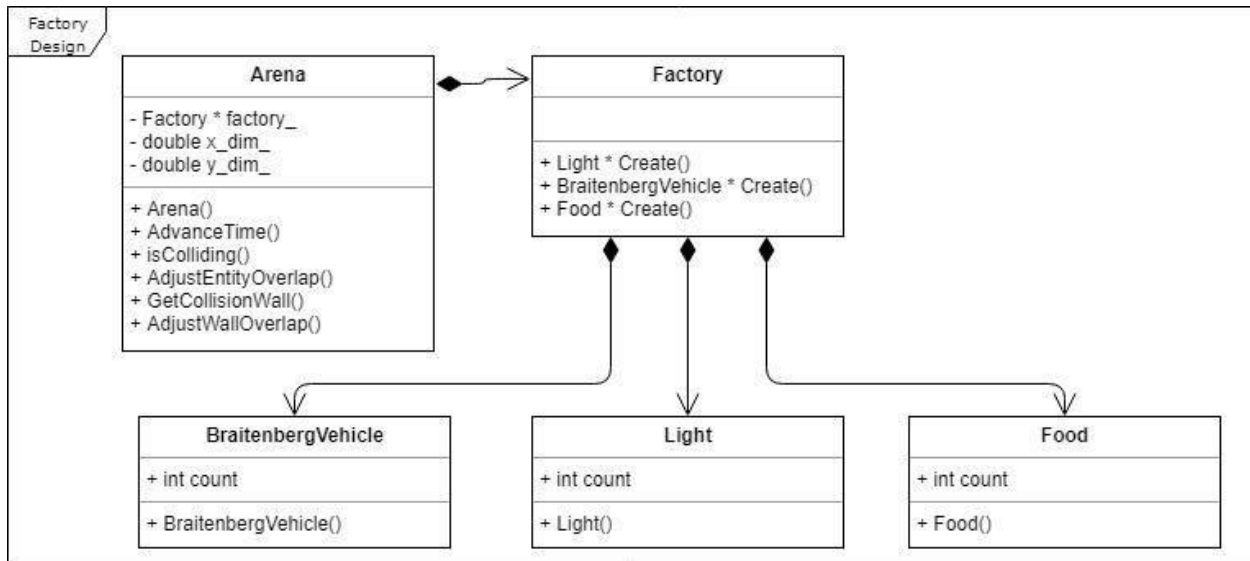 Factory
Design
Arena
- Factory * factory_
- double x_dim_
- double y_dim_
+ Arena()
+ AdvanceTime()
+ isColliding()
+ AdjustEntityOverlap()
+ GetCollisionWall()
+ AdjustWallOverlap()
Factory
+ Light * Create()
+ BraitenbergVehicle * Create()
+ Food * Create()
BraitenbergVehicle
+ int count
+ BraitenbergVehicle()
Light
+ int count
+ Light()
Food
+ int count
+ Food()